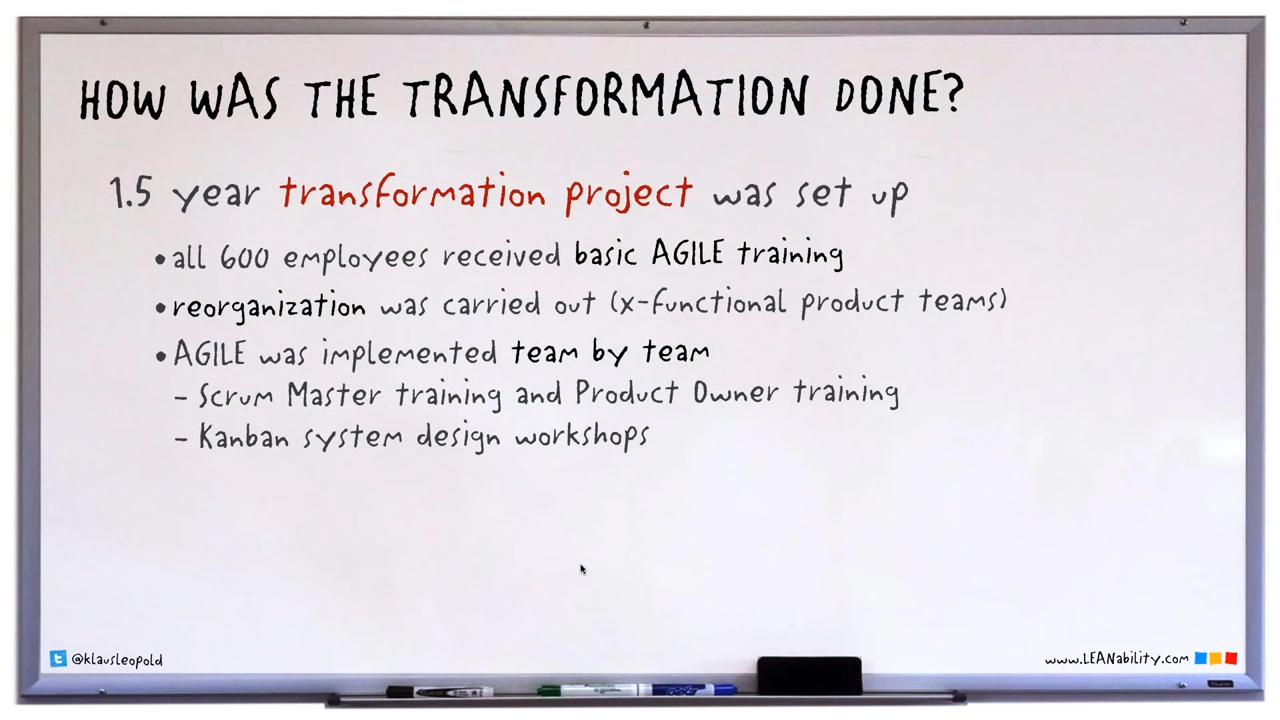 HOW WAS THE TRANSFORMATION DONE?
1.5 year transformation project was set up
• all 600 employees received basic AGILE training
• reorganization was carried out (x-functional product teams)
• AGILE was implemented team by team
– Scrum Master training and Product Owner training
– Kanban system design workshops
@klausleopold
www.LEANability.com